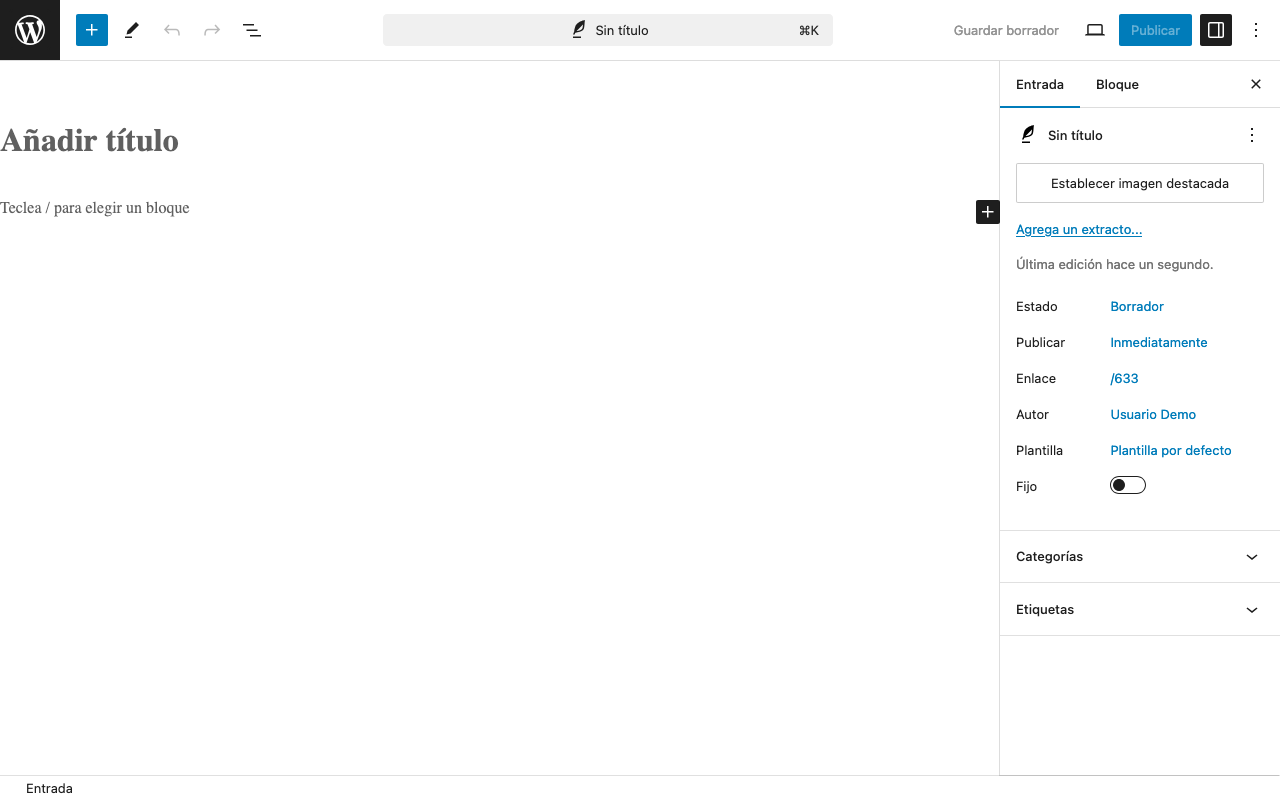 Sin título
⌘K
Guardar borrador
Publicar
Entrada
Bloque
Añadir título
Sin título
Establecer imagen destacada
Teclea / para elegir un bloque
Agrega un extracto...
Última edición hace un segundo.
Estado Borrador
Publicar Inmediatamente
Enlace /633
Autor Usuario Demo
Plantilla Plantilla por defecto
Fijo
Categorías
Etiquetas
Entrada